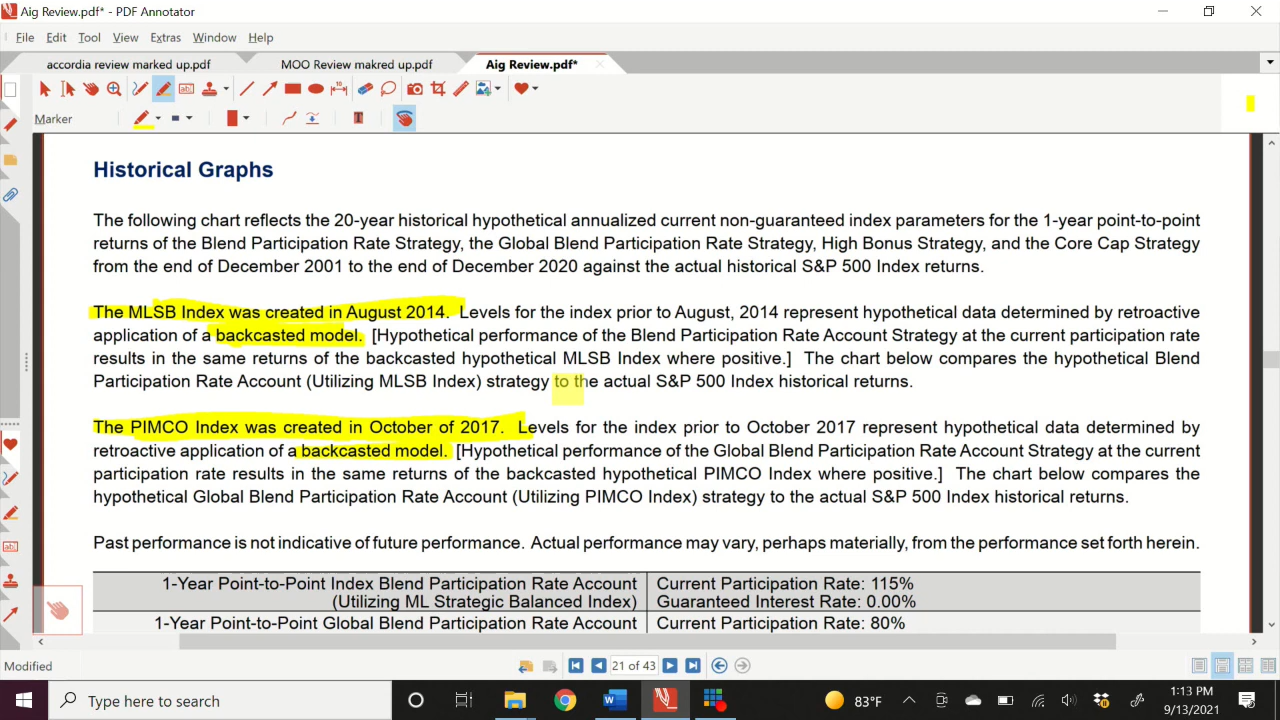 Aig Review.pdf* - PDF Annotator
File Edit Tool View Extras Window Help
accordia review marked up.pdf MOO Review makred up.pdf Aig Review.pdf*
Marker
Historical Graphs
The following chart reflects the 20-year historical hypothetical annualized current non-guaranteed index parameters for the 1-year point-to-point
returns of the Blend Participation Rate Strategy, the Global Blend Participation Rate Strategy, High Bonus Strategy, and the Core Cap Strategy
from the end of December 2001 to the end of December 2020 against the actual historical S&P 500 Index returns.
The MLSB Index was created in August 2014. Levels for the index prior to August, 2014 represent hypothetical data determined by retroactive
application of a backcasted model. [Hypothetical performance of the Blend Participation Rate Account Strategy at the current participation rate
results in the same returns of the backcasted hypothetical MLSB Index where positive.] The chart below compares the hypothetical Blend
Participation Rate Account (Utilizing MLSB Index) strategy to the actual S&P 500 Index historical returns.
The PIMCO Index was created in October of 2017. Levels for the index prior to October 2017 represent hypothetical data determined by
retroactive application of a backcasted model. [Hypothetical performance of the Global Blend Participation Rate Account Strategy at the current
participation rate results in the same returns of the backcasted hypothetical PIMCO Index where positive.] The chart below compares the
hypothetical Global Blend Participation Rate Account (Utilizing PIMCO Index) strategy to the actual S&P 500 Index historical returns.
Past performance is not indicative of future performance. Actual performance may vary, perhaps materially, from the performance set forth herein.
1-Year Point-to-Point Index Blend Participation Rate Account Current Participation Rate: 115%
(Utilizing ML Strategic Balanced Index) Guaranteed Interest Rate: 0.00%
1-Year Point-to-Point Global Blend Participation Rate Account Current Participation Rate: 80%
Modified 21 of 43
Type here to search 83°F 1:13 PM
9/13/2021